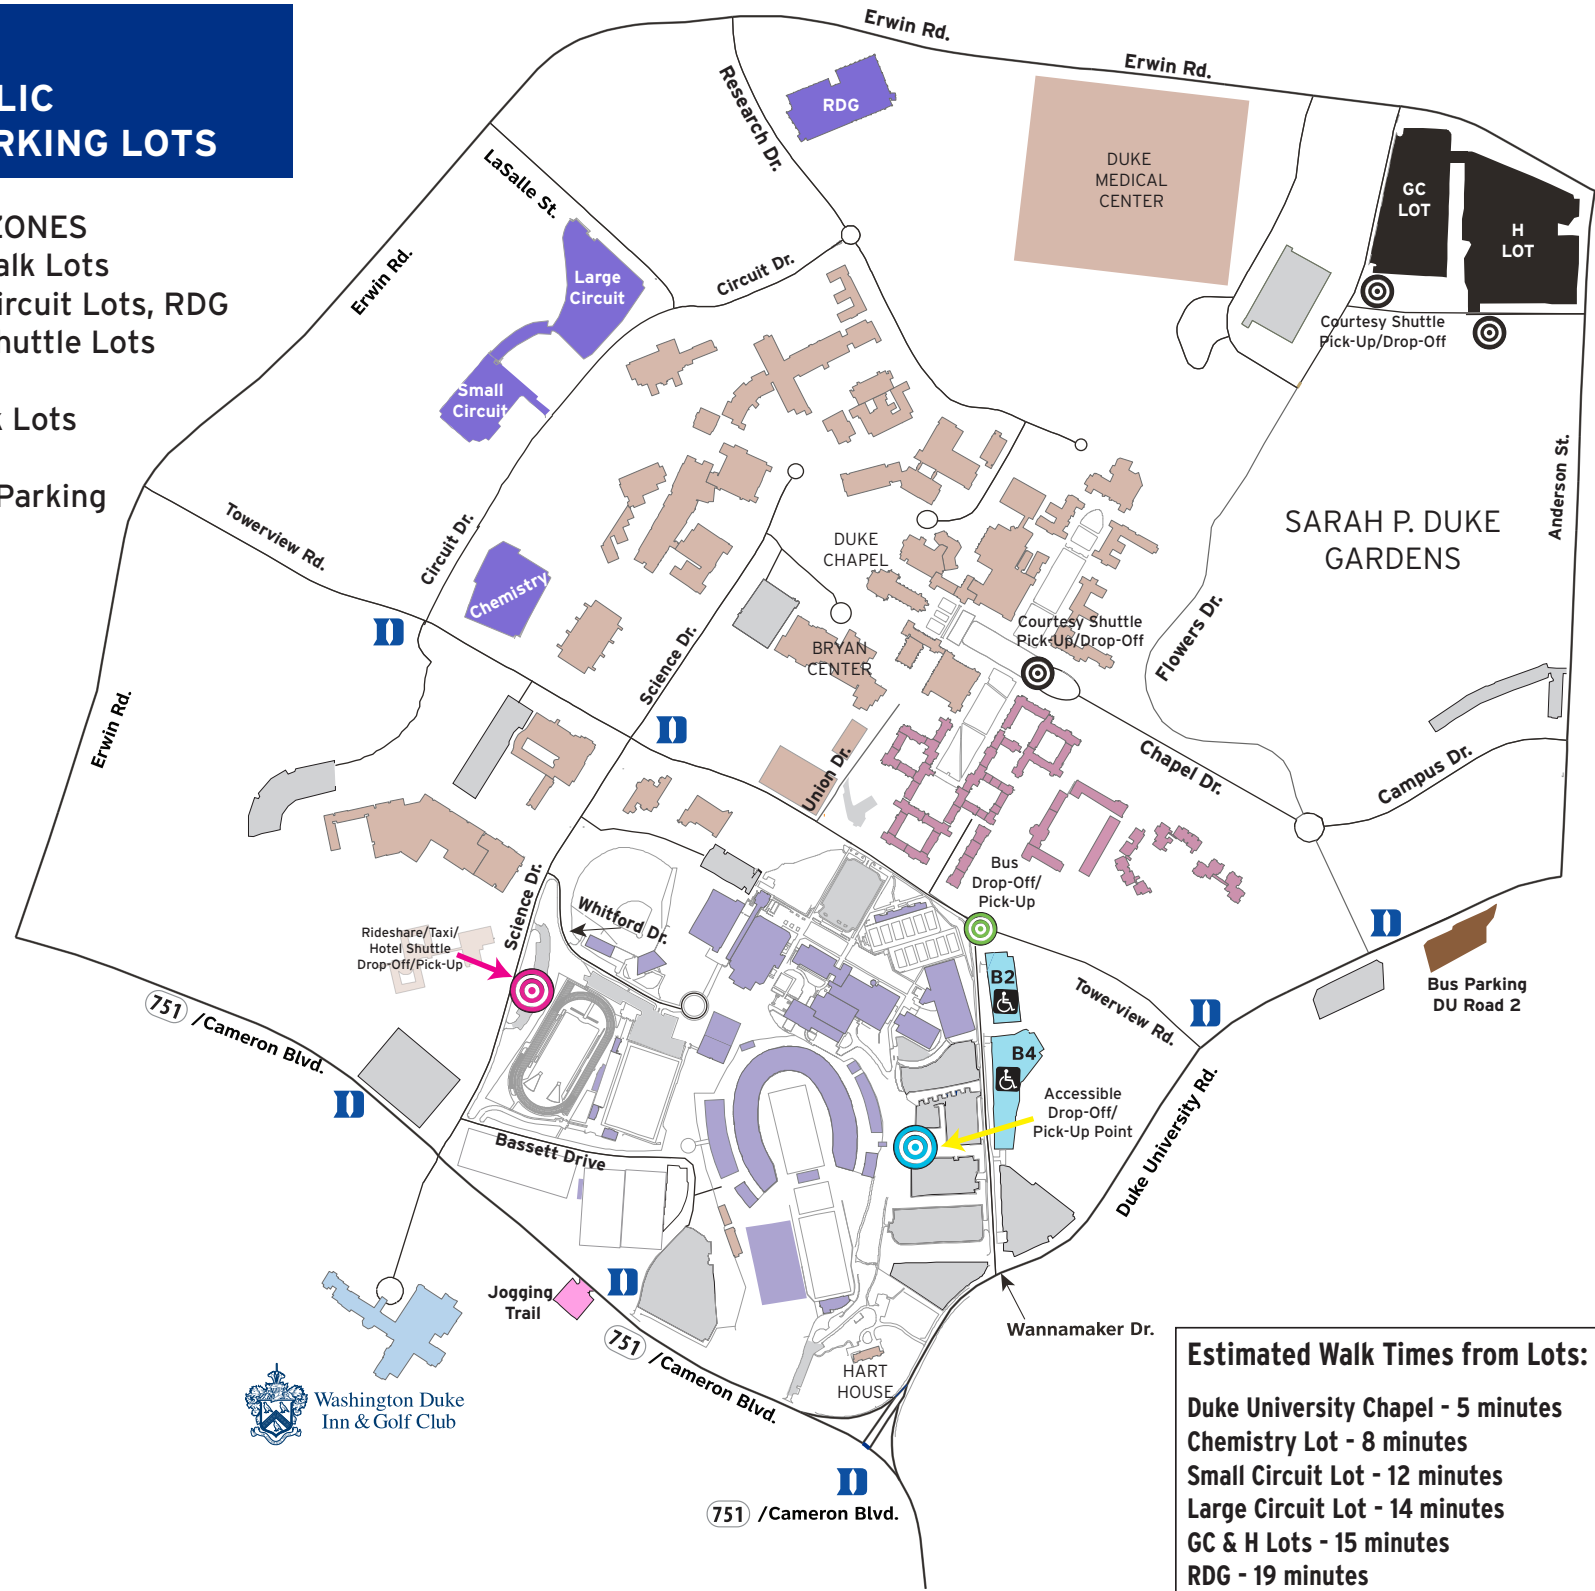 LIC
RKING LOTS
ZONES
alk Lots
ircuit Lots, RDG
huttle Lots
k Lots
Parking
Erwin Rd.
Erwin Rd.
Research Dr.
RDG
DUKE
MEDICAL
CENTER
GC
LOT
H
LOT
LaSalle St.
Erwin Rd.
Large
Circuit
Circuit Dr.
Courtesy Shuttle
Pick-Up/Drop-Off
Small
Circuit
Anderson St.
Towerview Rd.
Circuit Dr.
SARAH P. DUKE
GARDENS
DUKE
CHAPEL
Chemistry
Courtesy Shuttle
Pick-Up/Drop-Off
Flowers Dr.
D
Science Dr.
BRYAN
CENTER
Erwin Rd.
D
Union Dr.
Chapel Dr.
Campus Dr.
Bus
Drop-Off/
Pick-Up
Science Dr.
Whitford Dr.
Rideshare/Taxi/
Hotel Shuttle
Drop-Off/Pick-Up
D
B2
Bus Parking
DU Road 2
Towerview Rd.
D
751 /Cameron Blvd.
B4
Accessible
Drop-Off/
Pick-Up Point
D
Duke University Rd.
Bassett Drive
D
Jogging
Trail
Wannamaker Dr.
751 /Cameron Blvd.
HART
HOUSE
Washington Duke
Inn & Golf Club
D
751 /Cameron Blvd.
Estimated Walk Times from Lots:
Duke University Chapel - 5 minutes
Chemistry Lot - 8 minutes
Small Circuit Lot - 12 minutes
Large Circuit Lot - 14 minutes
GC & H Lots - 15 minutes
RDG - 19 minutes